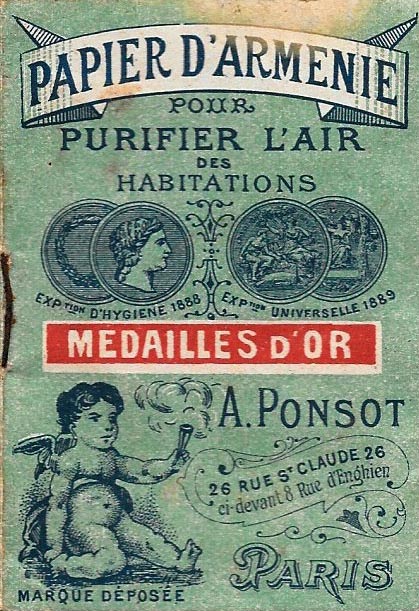 PAPIER D'ARMENIE
POUR
PURIFIER L'AIR
DES
HABITATIONS
EXPTION D'HYGIENE 1888
EXPTION UNIVERSELLE 1889
MEDAILLES D'OR
A. PONSOT
26 RUE ST CLAUDE 26
ci-devant 8 Rue d'Enghien
PARIS
MARQUE DÉPOSÉE